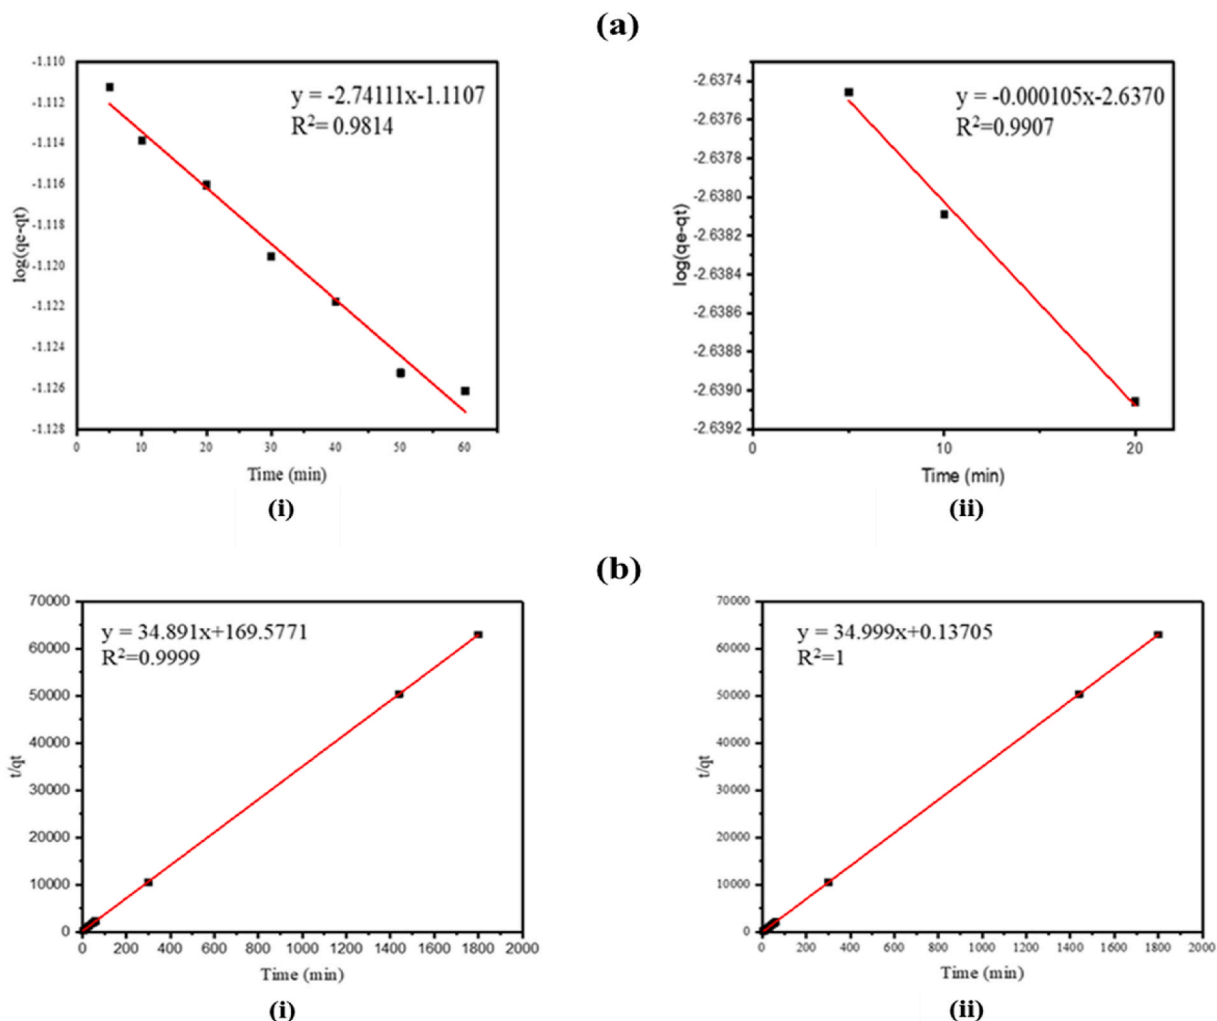 (a)
y = -2.74111x-1.1107
R²= 0.9814
-1.110
-1.112
-1.114
-1.116
-1.118
-1.120
-1.122
-1.124
-1.126
-1.128
log(qe-qt)
0 10 20 30 40 50 60
Time (min)
(i)
y = -0.000105x-2.6370
R²=0.9907
-2.6374
-2.6376
-2.6378
-2.6380
-2.6382
-2.6384
-2.6386
-2.6388
-2.6390
-2.6392
log(qe-qt)
0 10 20
Time (min)
(ii)
(b)
y = 34.891x+169.5771
R²=0.9999
70000
60000
50000
40000
30000
20000
10000
0
t/qt
0 200 400 600 800 1000 1200 1400 1600 1800 2000
Time (min)
(i)
y = 34.999x+0.13705
R²=1
70000
60000
50000
40000
30000
20000
10000
0
t/qt
0 200 400 600 800 1000 1200 1400 1600 1800 2000
Time (min)
(ii)